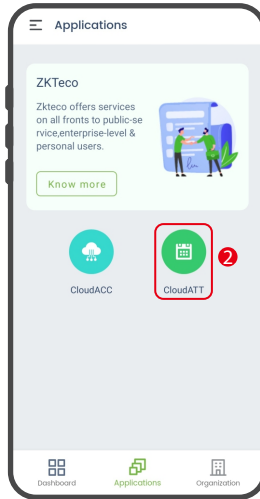 Applications
ZKTeco
Zkteco offers services
on all fronts to public-se
rvice,enterprise-level &
personal users.
Know more
2
CloudACC
CloudATT
Dashboard
Applications
Organization